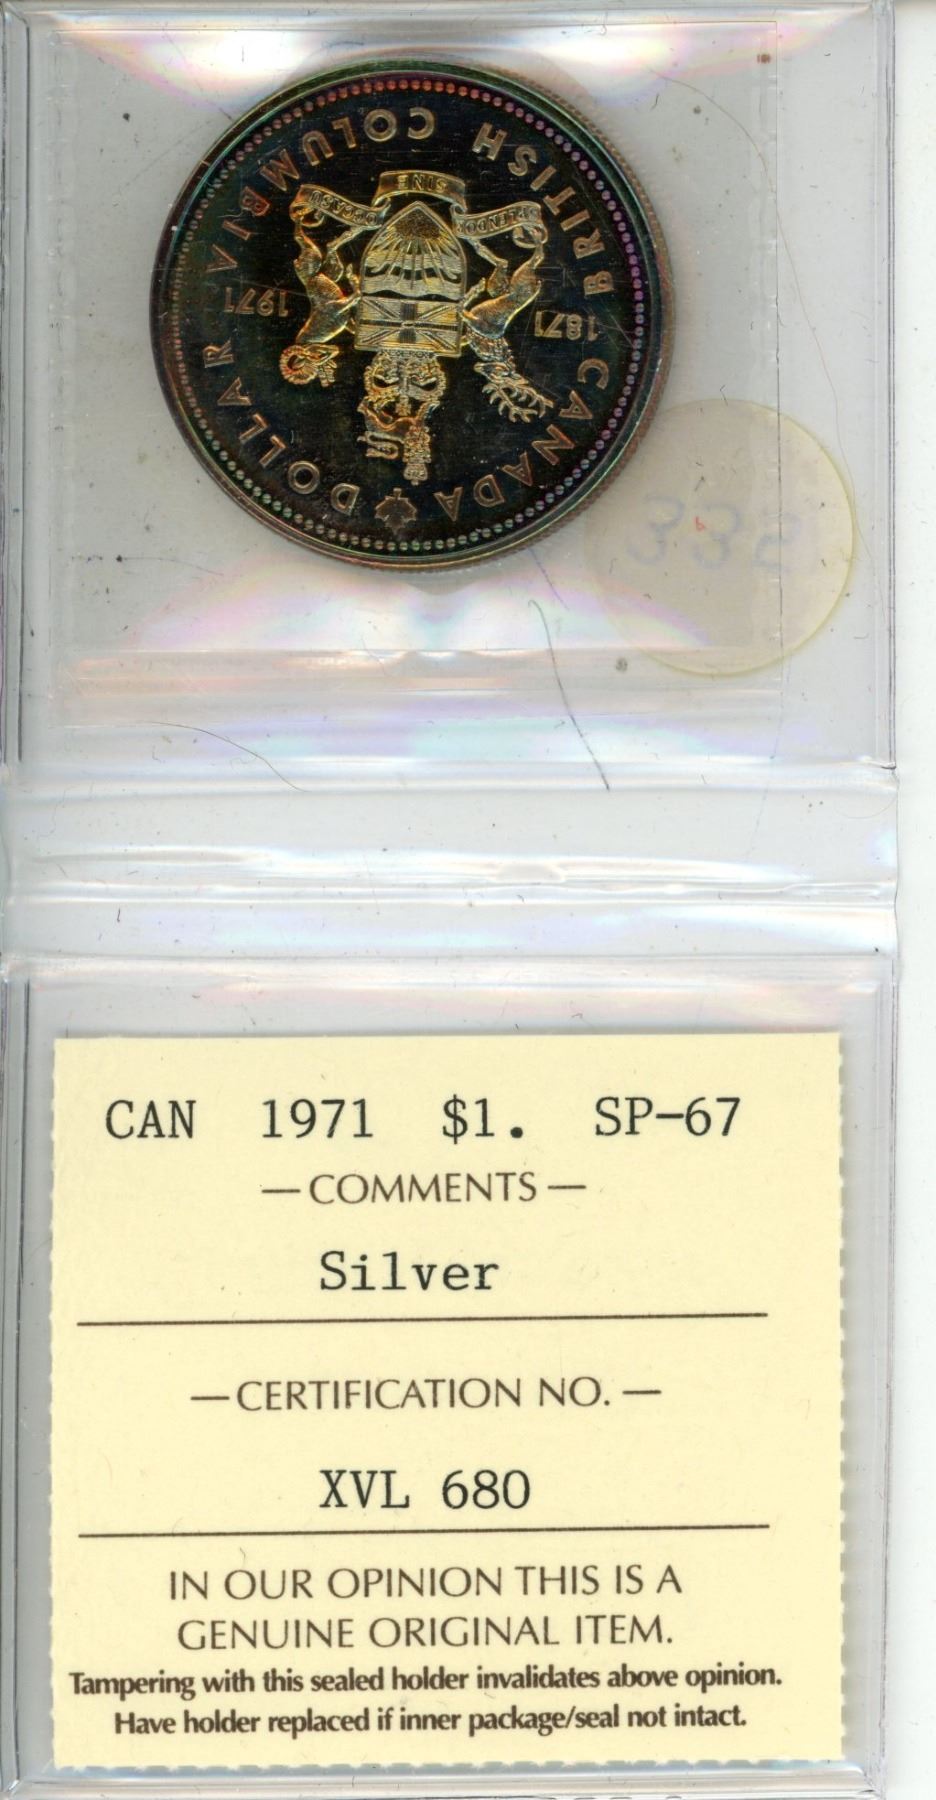 BRITISH COLUMBIA
SPLENDOR SINE OCCASU
1871 1971
CANADA DOLLAR
CAN 1971 $1. SP-67
— COMMENTS —
Silver
— CERTIFICATION NO. —
XVL 680
IN OUR OPINION THIS IS A
GENUINE ORIGINAL ITEM.
Tampering with this sealed holder invalidates above opinion.
Have holder replaced if inner package/seal not intact.